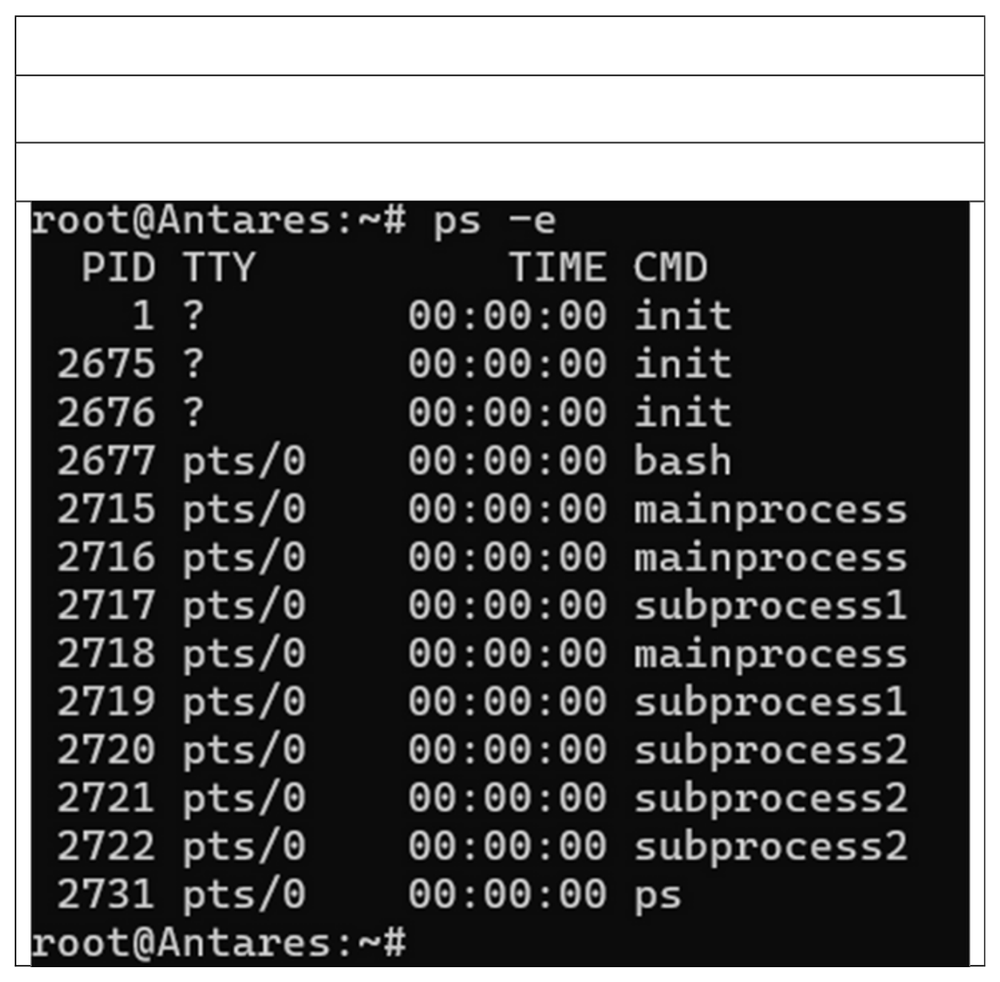 root@Antares:~# ps -e
PID TTY TIME CMD
1 ? 00:00:00 init
2675 ? 00:00:00 init
2676 ? 00:00:00 init
2677 pts/0 00:00:00 bash
2715 pts/0 00:00:00 mainprocess
2716 pts/0 00:00:00 mainprocess
2717 pts/0 00:00:00 subprocess1
2718 pts/0 00:00:00 mainprocess
2719 pts/0 00:00:00 subprocess1
2720 pts/0 00:00:00 subprocess2
2721 pts/0 00:00:00 subprocess2
2722 pts/0 00:00:00 subprocess2
2731 pts/0 00:00:00 ps
root@Antares:~#